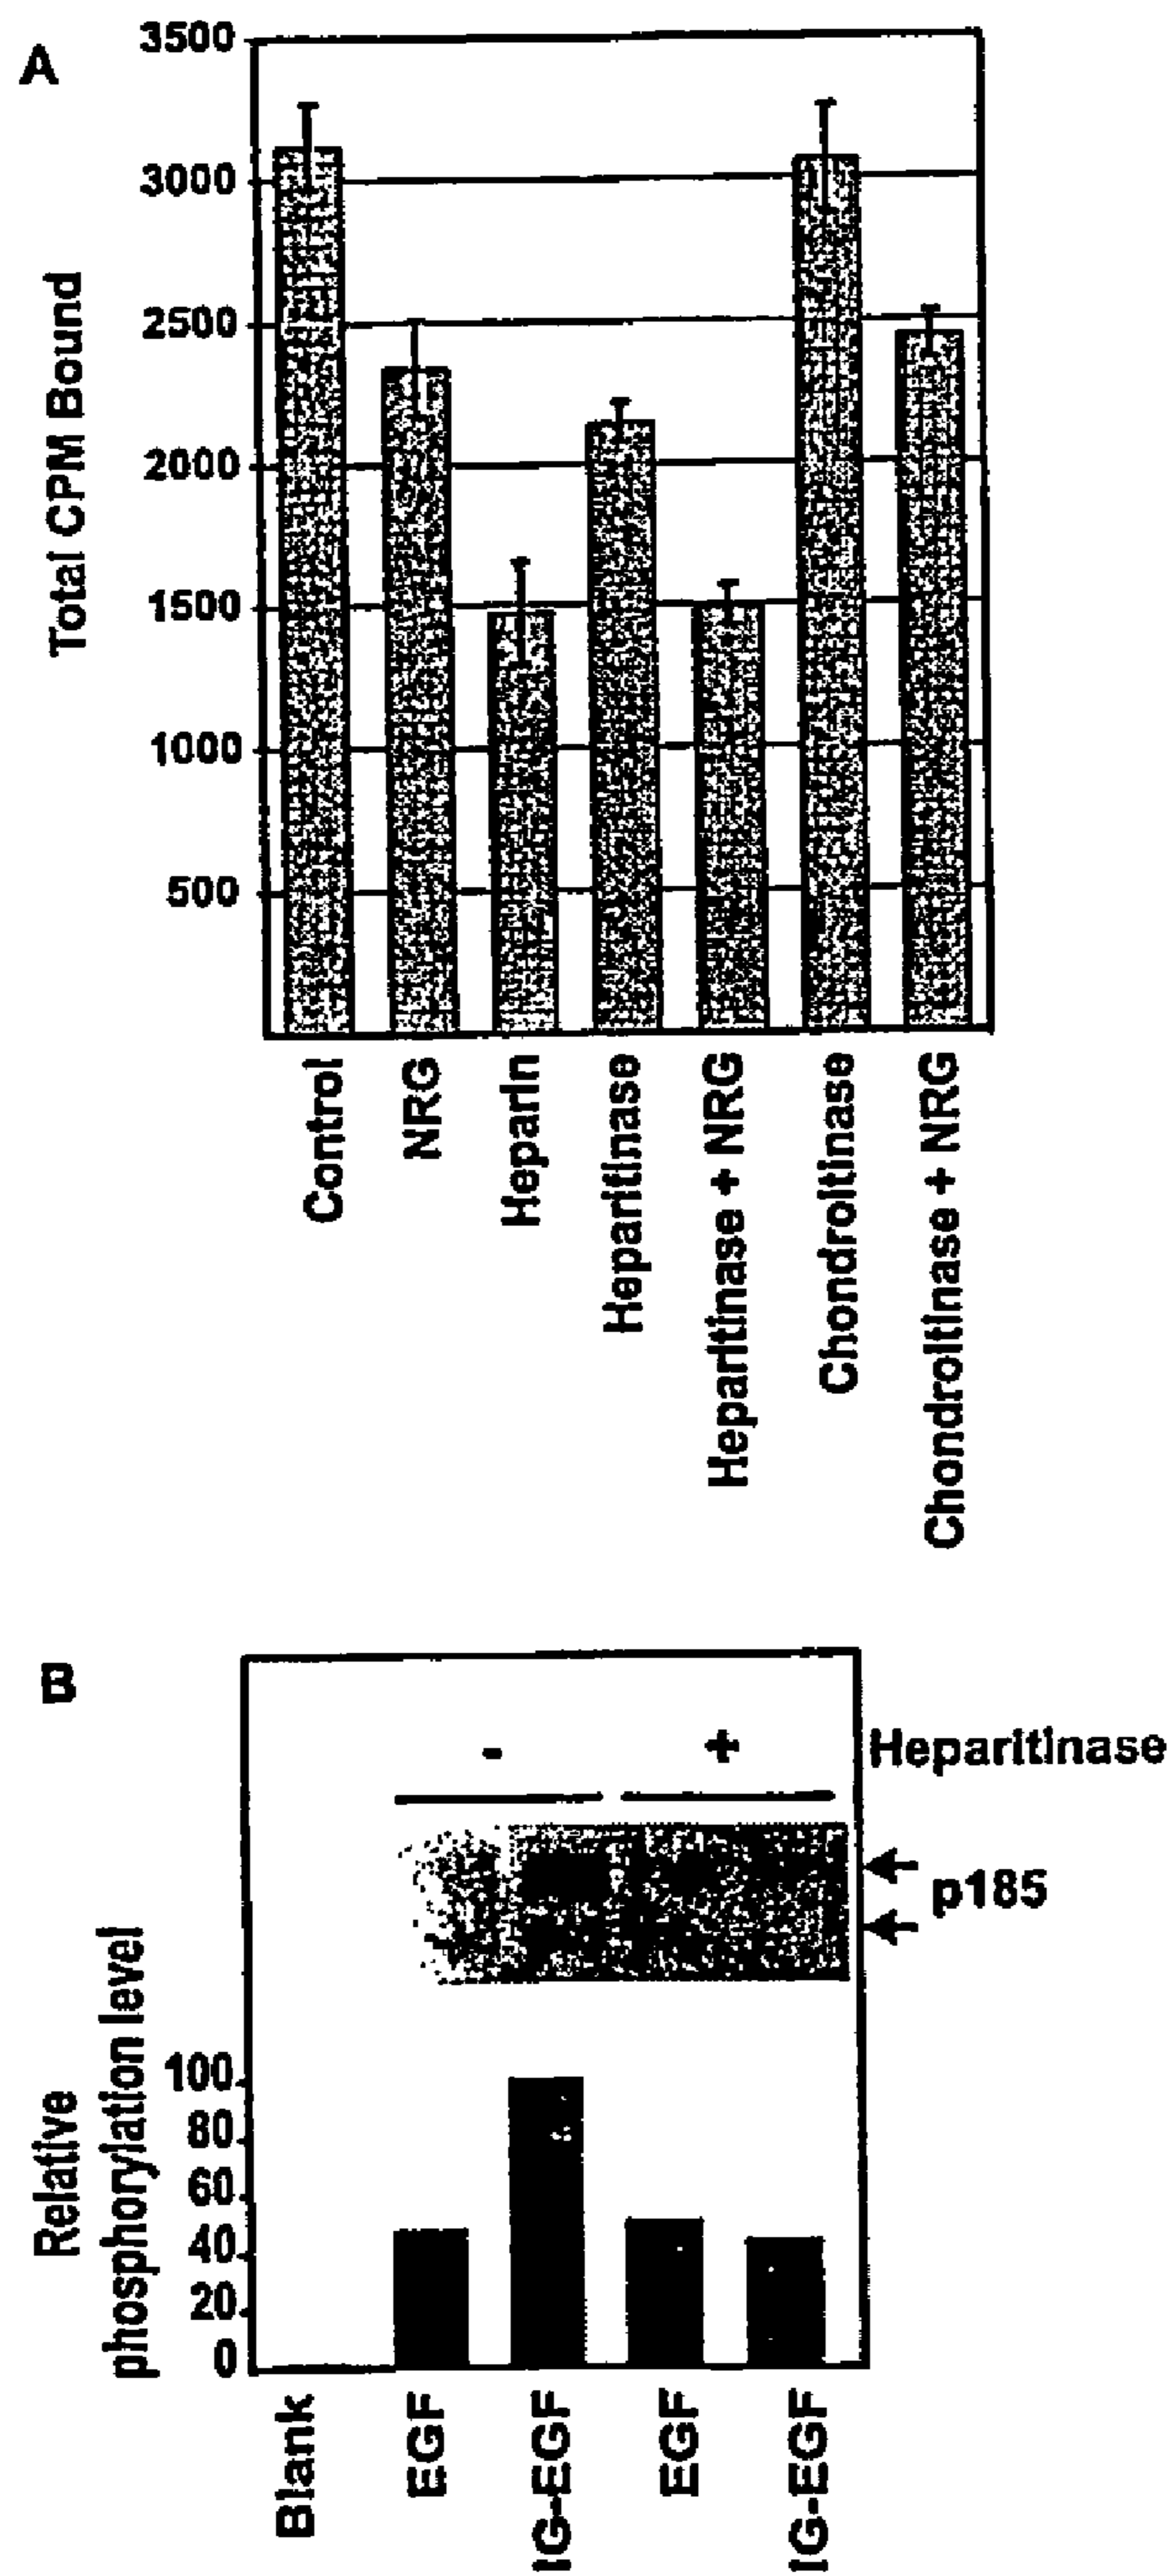 A
3500
3000
2500
2000
1500
1000
500
Total CPM Bound
Control
NRG
Heparin
Heparitinase
Heparitinase + NRG
Chondroitinase
Chondroitinase + NRG
B
- + Heparitinase
p185
Relative
phosphorylation level
100
80
60
40
20
0
Blank
EGF
IG-EGF
EGF
IG-EGF